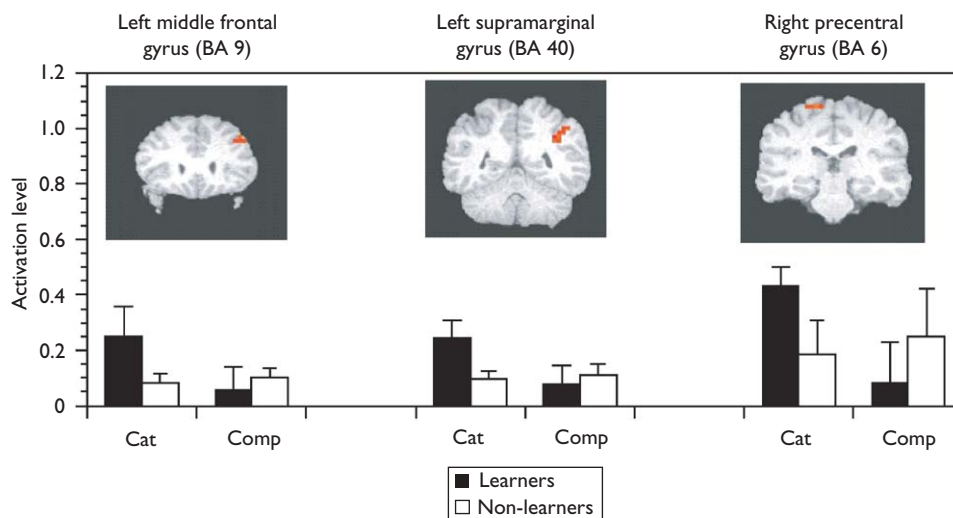 Left middle frontal
gyrus (BA 9)
Left supramarginal
gyrus (BA 40)
Right precentral
gyrus (BA 6)
Activation level
1.2
1.0
0.8
0.6
0.4
0.2
0
Cat
Comp
Cat
Comp
Cat
Comp
Learners
Non-learners